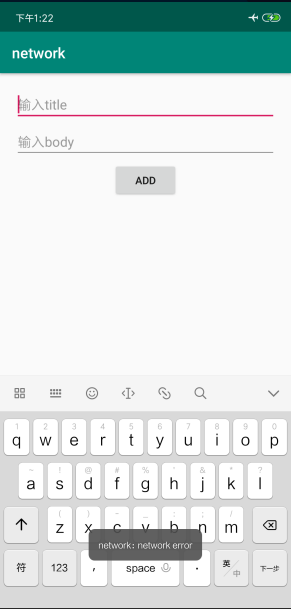 下午1:22
network
输入title
输入body
ADD
1 2 3 4 5 6 7 8 9 0
q w e r t y u i o p
~ ! @ # % ' & * ?
a s d f g h j k l
( ) - _ : ; /
z x c v b n m
network: network error
符 123 , space . 英/中 下一步